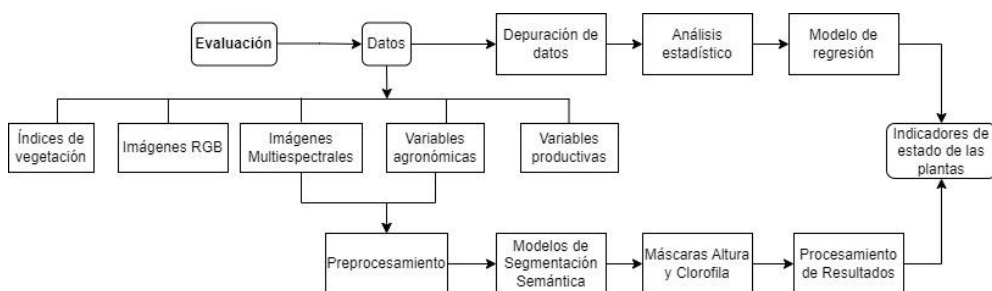 Evaluación
Datos
Depuración de
datos
Análisis
estadístico
Modelo de
regresión
Índices de
vegetación
Imágenes RGB
Imágenes
Multiespectrales
Variables
agronómicas
Variables
productivas
Indicadores de
estado de las
plantas
Preprocesamiento
Modelos de
Segmentación
Semántica
Máscaras Altura
y Clorofila
Procesamiento
de Resultados